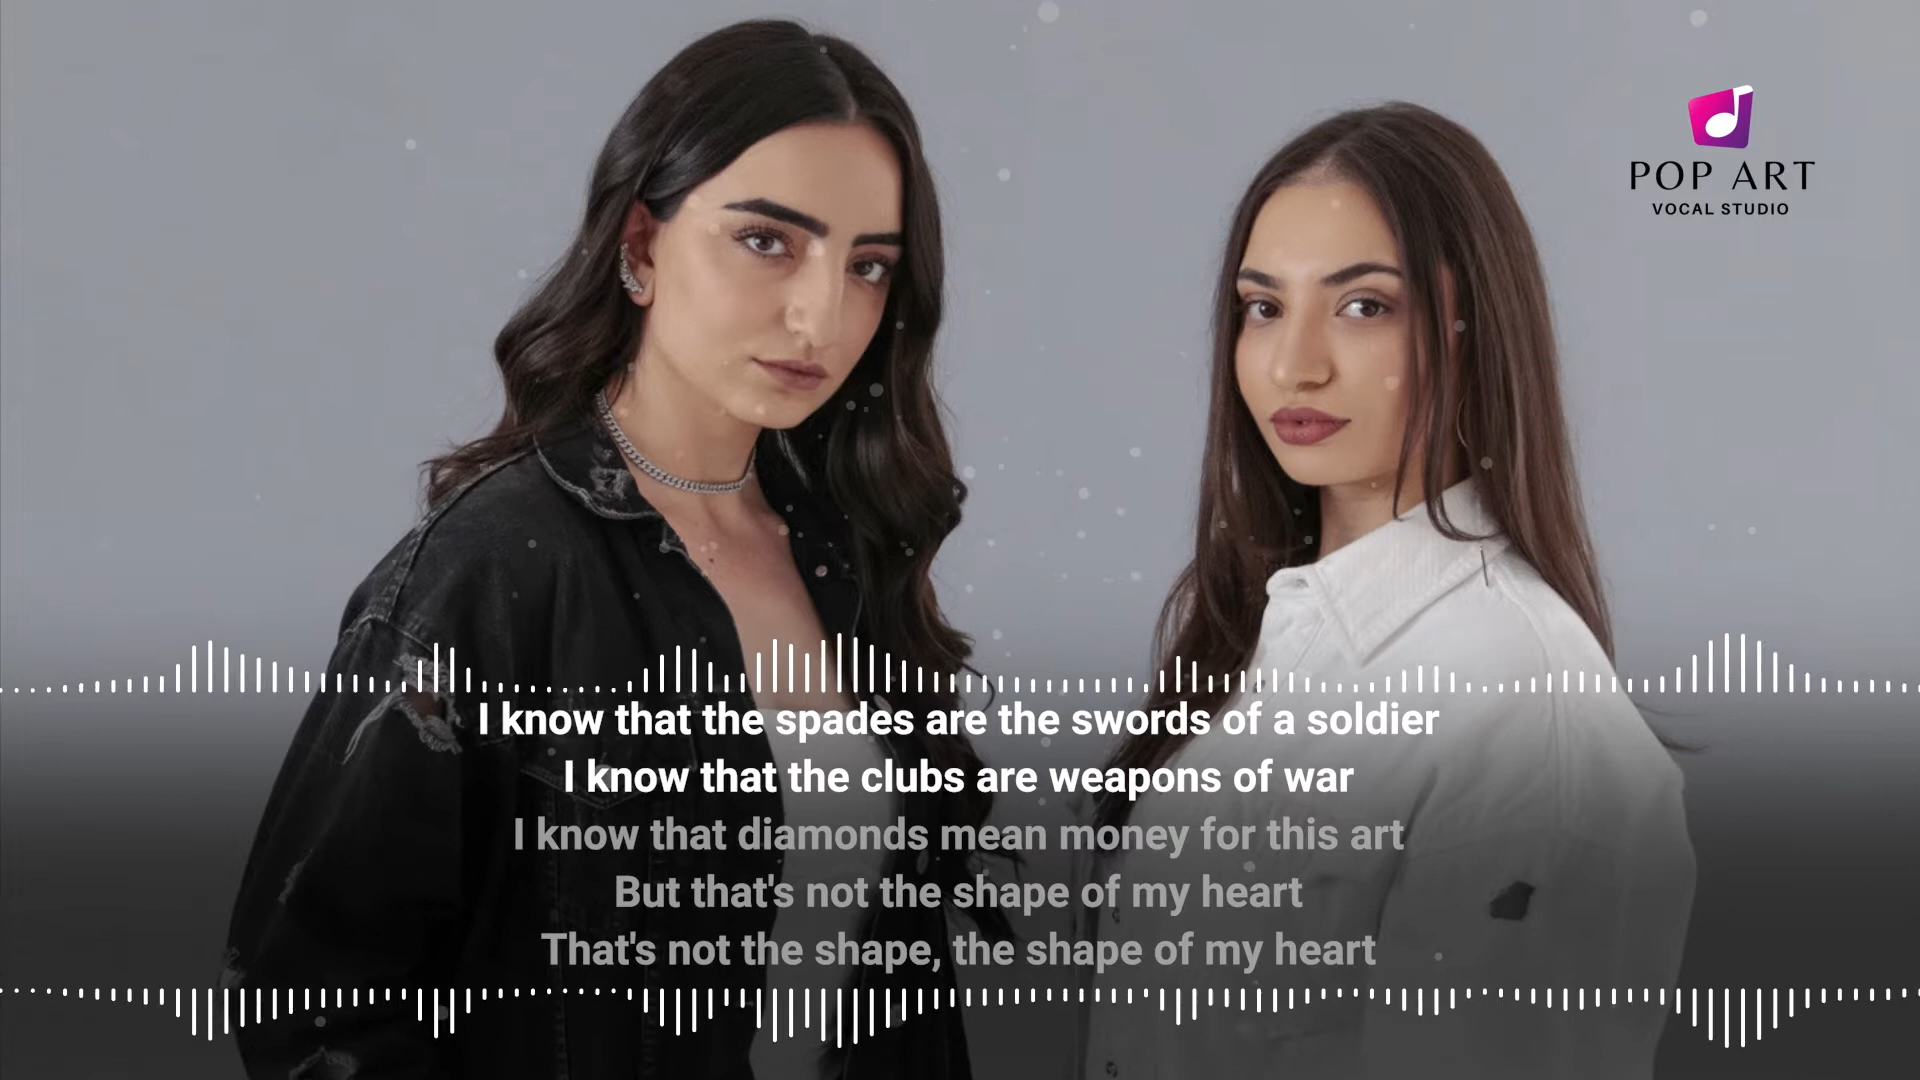 POP ART
VOCAL STUDIO
I know that the spades are the swords of a soldier
I know that the clubs are weapons of war
I know that diamonds mean money for this art
But that's not the shape of my heart
That's not the shape, the shape of my heart